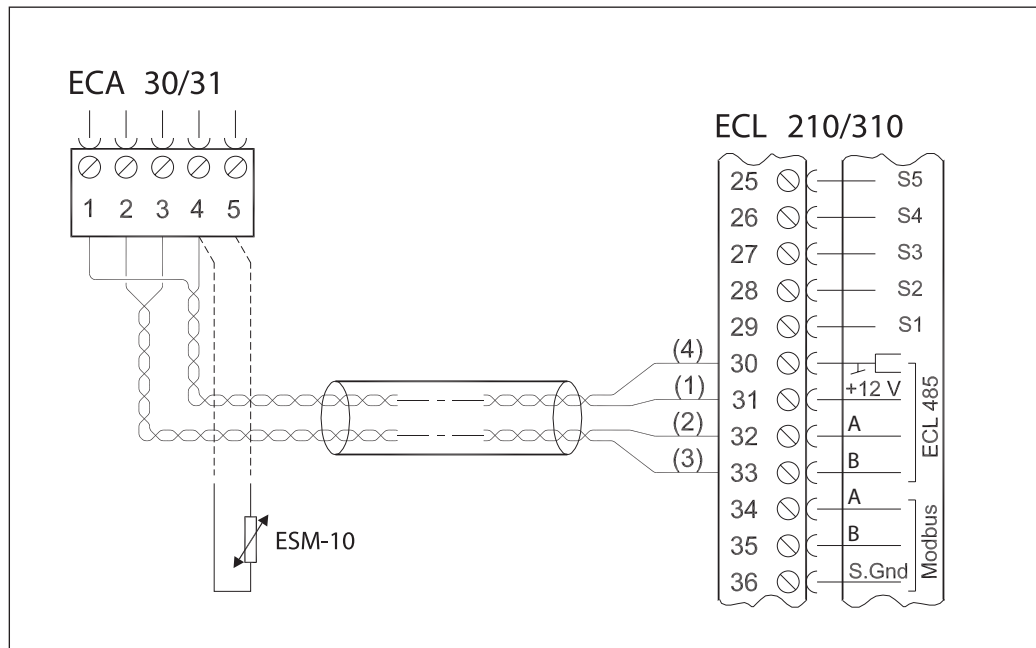 ECA 30/31
1 2 3 4 5
ECL 210/310
25 S5
26 S4
27 S3
28 S2
29 S1
(4) 30
(1) 31 +12 V
(2) 32 A
(3) 33 B
ECL 485
34 A
35 B
36 S.Gnd
Modbus
ESM-10